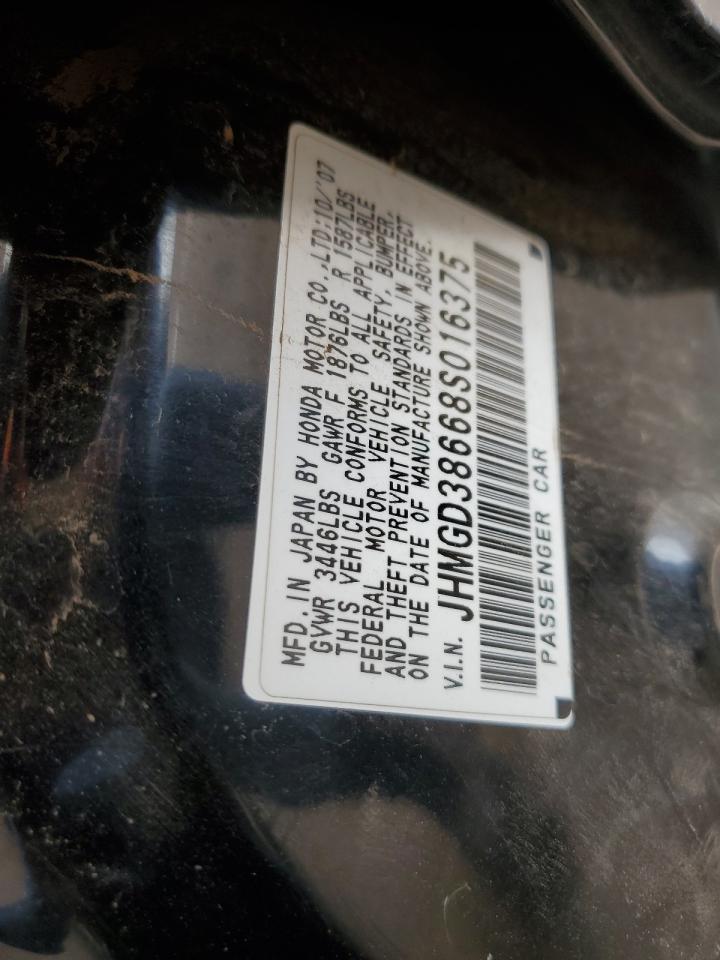 MFD. IN JAPAN BY HONDA MOTOR CO., LTD:10/'07
GVWR 3446LBS GAWR F 1876LBS R 1587LBS
THIS VEHICLE CONFORMS TO ALL APPLICABLE
FEDERAL MOTOR VEHICLE SAFETY, BUMPER,
AND THEFT PREVENTION STANDARDS IN EFFECT
ON THE DATE OF MANUFACTURE SHOWN ABOVE.
V.I.N. JHMGD38668S016375
PASSENGER CAR